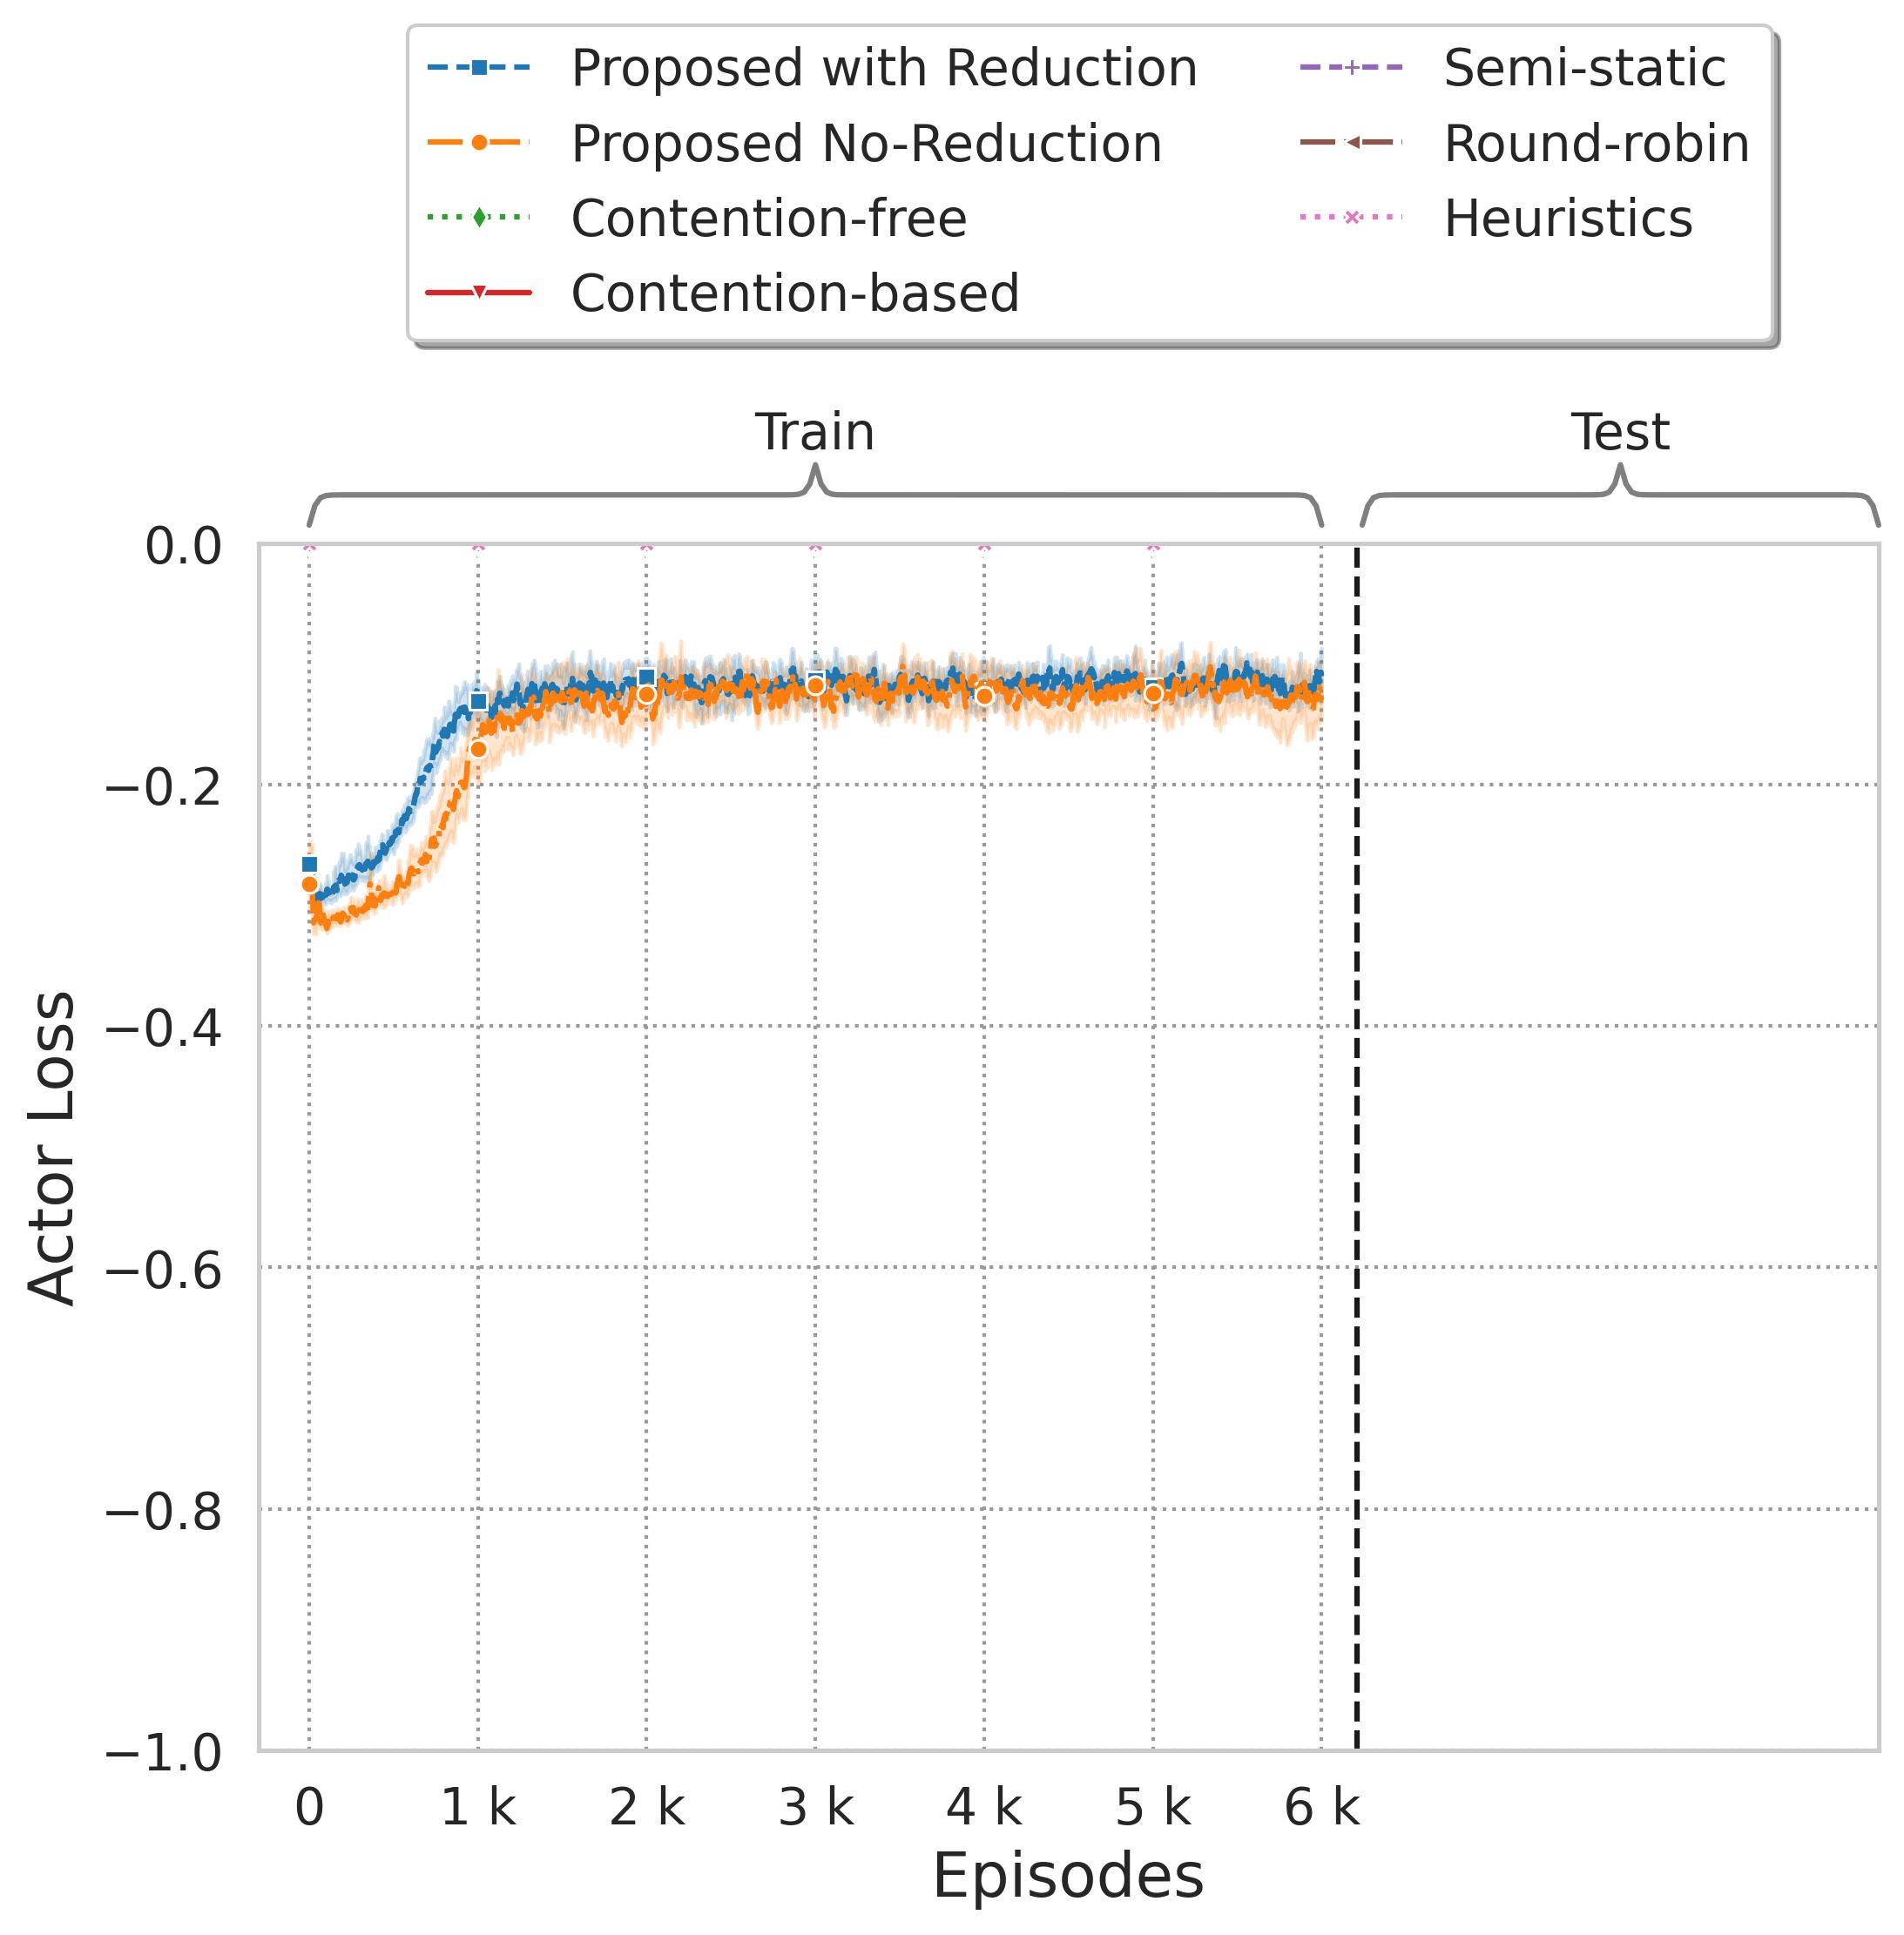 Proposed with Reduction
Proposed No-Reduction
Contention-free
Contention-based
Semi-static
Round-robin
Heuristics
Train
Test
0.0
−0.2
−0.4
−0.6
−0.8
−1.0
Actor Loss
0 1 k 2 k 3 k 4 k 5 k 6 k
Episodes